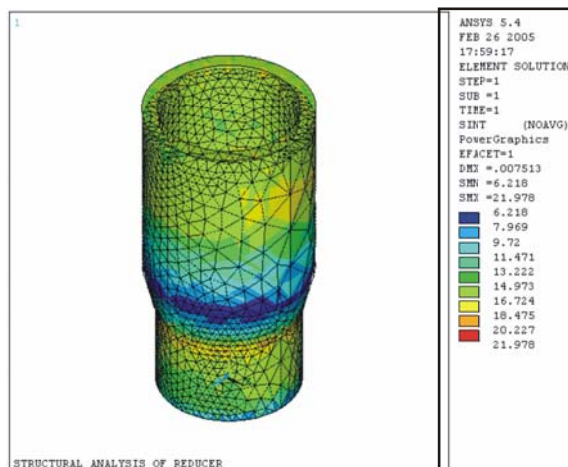 1
ANSYS 5.4
FEB 26 2005
17:59:17
ELEMENT SOLUTION
STEP=1
SUB =1
TIME=1
SINT (NOAVG)
PowerGraphics
EFACET=1
DMX =.007513
SMN =6.218
SMX =21.978
6.218
7.969
9.72
11.471
13.222
14.973
16.724
18.475
20.227
21.978
STRUCTURAL ANALYSIS OF REDUCER